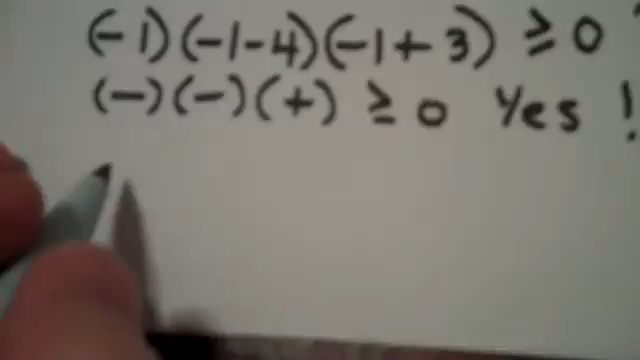 (-1)(-1-4)(-1+3) ≥ 0
(-)(-)(+) ≥ 0 Yes !